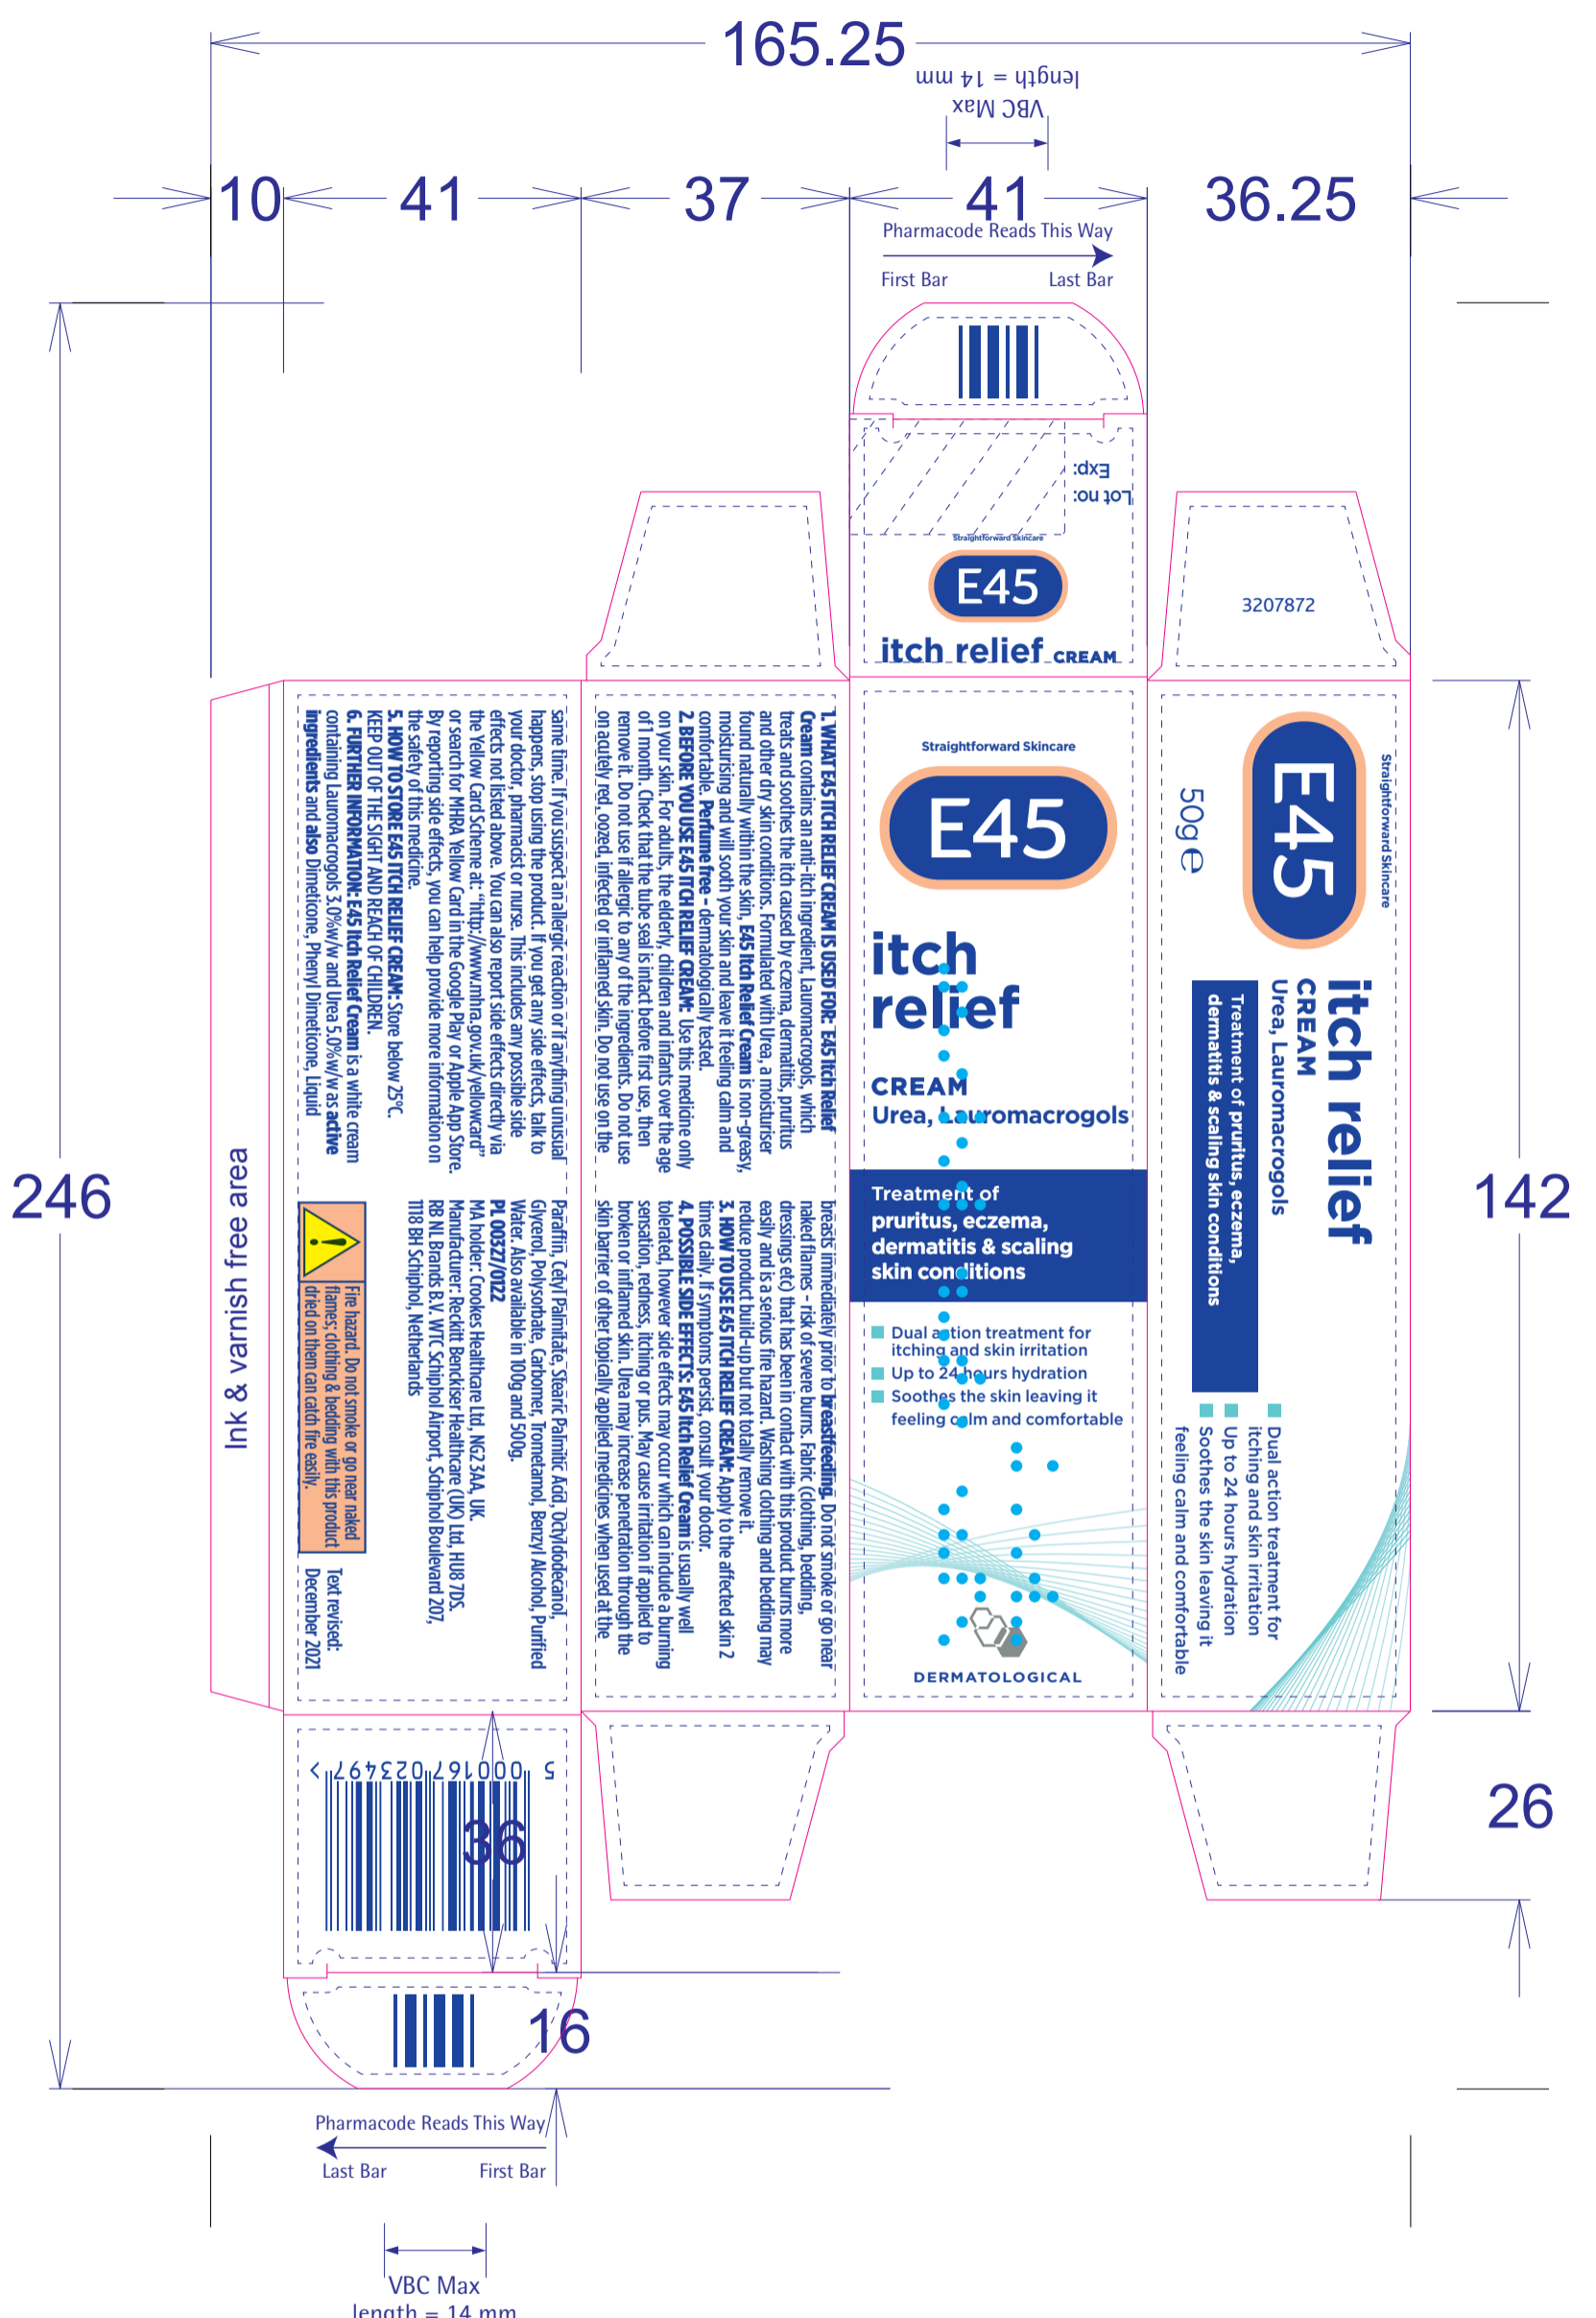 165.25
VBC Max
length = 14 mm
10
41
37
41
36.25
Pharmacode Reads This Way
First Bar
Last Bar
Lot no:
Exp:
Straightforward Skincare
E45
itch relief CREAM
3207872
246
142
26
36
16
Ink & varnish free area
Straightforward Skincare
E45
itch
relief
CREAM
Urea, Lauromacrogols
Treatment of
pruritus, eczema,
dermatitis & scaling
skin conditions
Dual action treatment for
itching and skin irritation
Up to 24 hours hydration
Soothes the skin leaving it
feeling calm and comfortable
DERMATOLOGICAL
Straightforward Skincare
E45
50g e
itch relief
CREAM
Urea, Lauromacrogols
Treatment of pruritus, eczema,
dermatitis & scaling skin conditions
Dual action treatment for
itching and skin irritation
Up to 24 hours hydration
Soothes the skin leaving it
feeling calm and comfortable
1. WHAT E45 ITCH RELIEF CREAM IS USED FOR: E45 Itch Relief
Cream contains an anti-itch ingredient, Lauromacrogols, which
treats and soothes the itch caused by eczema, dermatitis, pruritus
and other dry skin conditions. Formulated with Urea, a moisturiser
found naturally within the skin, E45 Itch Relief Cream is non-greasy,
moisturising and will sooth your skin and leave it feeling calm and
comfortable. Perfume free – dermatologically tested.
2 BEFORE YOU USE E45 ITCH RELIEF CREAM: Use this medicine only
on your skin. For adults, the elderly, children and infants over the age
of 1 month. Check that the tube seal is intact before first use, then
remove it. Do not use if allergic to any of the ingredients. Do not use
on acutely red, oozed, infected or inflamed skin. Do not use on the
breasts immediately prior to breastfeeding. Do not smoke or go near
naked flames – risk of severe burns. Fabric (clothing, bedding,
dressings etc) that has been in contact with this product burns more
easily and is a serious fire hazard. Washing clothing and bedding may
reduce product build-up but not totally remove it.
3. HOW TO USE E45 ITCH RELIEF CREAM: Apply to the affected skin 2
times daily. If symptoms persist, consult your doctor.
4. POSSIBLE SIDE EFFECTS: E45 Itch Relief Cream is usually well
tolerated, however side effects may occur which can include a burning
sensation, redness, itching or pus. May cause irritation if applied to
broken or inflamed skin. Urea may increase penetration through the
skin barrier of other topically applied medicines when used at the
same time. If you suspect an allergic reaction or if anything unusual
happens, stop using the product. If you get any side effects, talk to
your doctor, pharmacist or nurse. This includes any possible side
effects not listed above. You can also report side effects directly via
the Yellow Card Scheme at: "http://www.mhra.gov.uk/yellowcard"
or search for MHRA Yellow Card in the Google Play or Apple App Store.
By reporting side effects, you can help provide more information on
the safety of this medicine.
5. HOW TO STORE E45 ITCH RELIEF CREAM: Store below 25°C.
KEEP OUT OF THE SIGHT AND REACH OF CHILDREN.
6. FURTHER INFORMATION: E45 Itch Relief Cream is a white cream
containing Lauromacrogols 3.0%w/w and Urea 5.0%w/w as active
ingredients and also Dimeticone, Phenyl Dimeticone, Liquid
Paraffin, Cetyl Palmitate, Stearic Palmitic Acid, Octyldodecanol,
Glycerol, Polysorbate, Carbomer, Trometamol, Benzyl Alcohol, Purified
Water. Also available in 100g and 500g.
PL 00327/0122
MA holder: Crookes Healthcare Ltd, NG2 3AA, UK.
Manufacturer: Reckitt Benckiser Healthcare (UK) Ltd, HU8 7DS.
RB NL Brands B.V. WTC Schiphol Airport, Schiphol Boulevard 207,
1118 BH Schiphol, Netherlands
Fire hazard. Do not smoke or go near naked
flames; clothing & bedding with this product
dried on them can catch fire easily.
Text revised:
December 2021
5 000167 023497 >
Pharmacode Reads This Way
Last Bar
First Bar
VBC Max
length = 14 mm